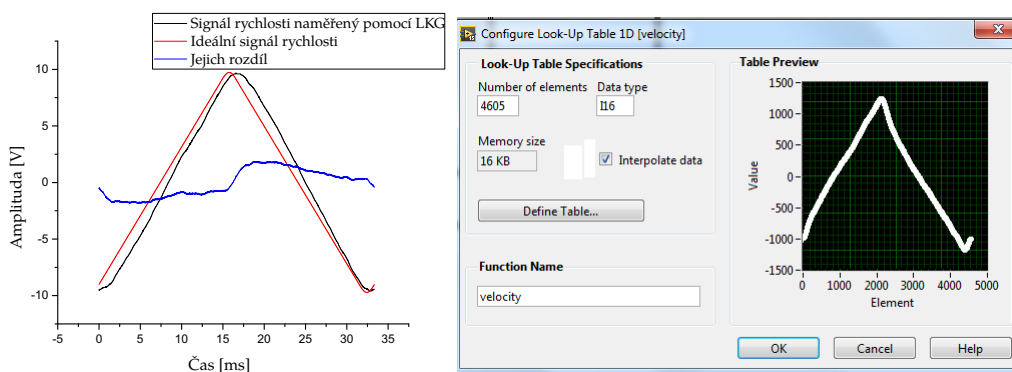 Signál rychlosti naměřený pomocí LKG
Ideální signál rychlosti
Jejich rozdíl
10
5
0
-5
-10
Amplituda [V]
-5
0
5
10
15
20
25
30
35
Čas [ms]
Configure Look-Up Table 1D [velocity]
Look-Up Table Specifications
Number of elements
Data type
4605
I16
Memory size
16 KB
Interpolate data
Define Table...
Function Name
velocity
Table Preview
1500
1000
500
0
-500
-1000
-1500
Value
0
1000
2000
3000
4000
5000
Element
OK
Cancel
Help